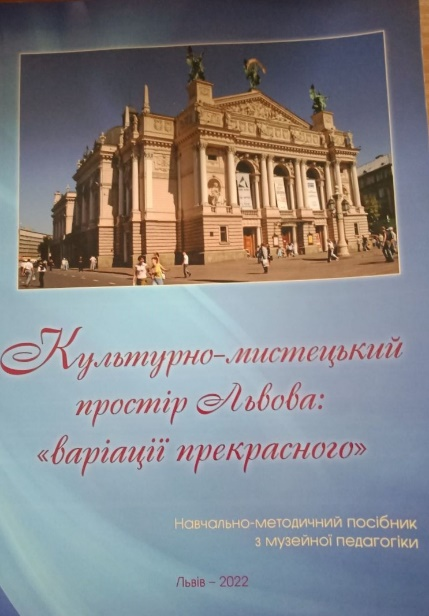 Культурно-мистецький
простір Львова:
«варіації прекрасного»
Навчально-методичний посібник
з музейної педагогіки
Львів – 2022